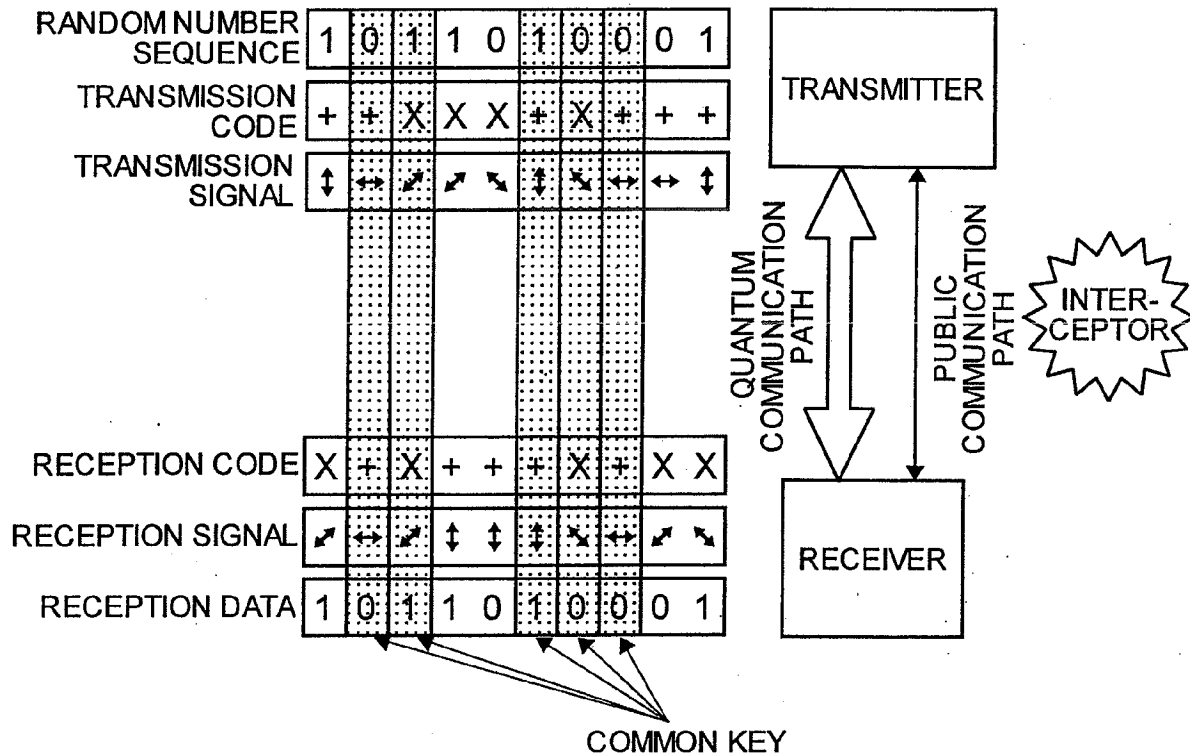 RANDOM NUMBER
SEQUENCE
1 0 1 1 0 1 0 0 0 1
TRANSMISSION
CODE
+ + X X X + X + + +
TRANSMISSION
SIGNAL
↕ ↔ ⤢ ⤢ ⤡ ↕ ⤡ ↔ ↔ ↕
RECEPTION CODE
X + X + + + X + X X
RECEPTION SIGNAL
⤢ ↔ ⤢ ↕ ↕ ↕ ⤡ ↔ ⤢ ⤡
RECEPTION DATA
1 0 1 1 0 1 0 0 0 1
COMMON KEY
TRANSMITTER
QUANTUM
COMMUNICATION
PATH
PUBLIC
COMMUNICATION
PATH
INTER-
CEPTOR
RECEIVER